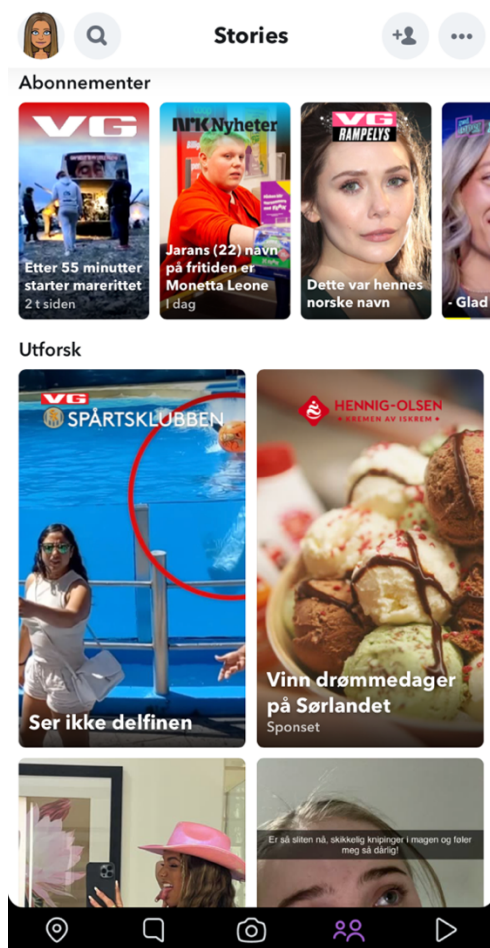 Stories
Abonnementer
VG
NRK Nyheter
VG
RAMPELYS
Etter 55 minutter
starter marerittet
2 t siden
Jarans (22) navn
på fritiden er
Monetta Leone
I dag
Dette var hennes
norske navn
- Glad
Utforsk
VG
SPÅRTSKLUBBEN
HENNIG-OLSEN
KREMEN AV ISKREM
Ser ikke delfinen
Vinn drømmedager
på Sørlandet
Sponset
Er så sliten nå, skikkelig knipinger i magen og føler
meg så dårlig!